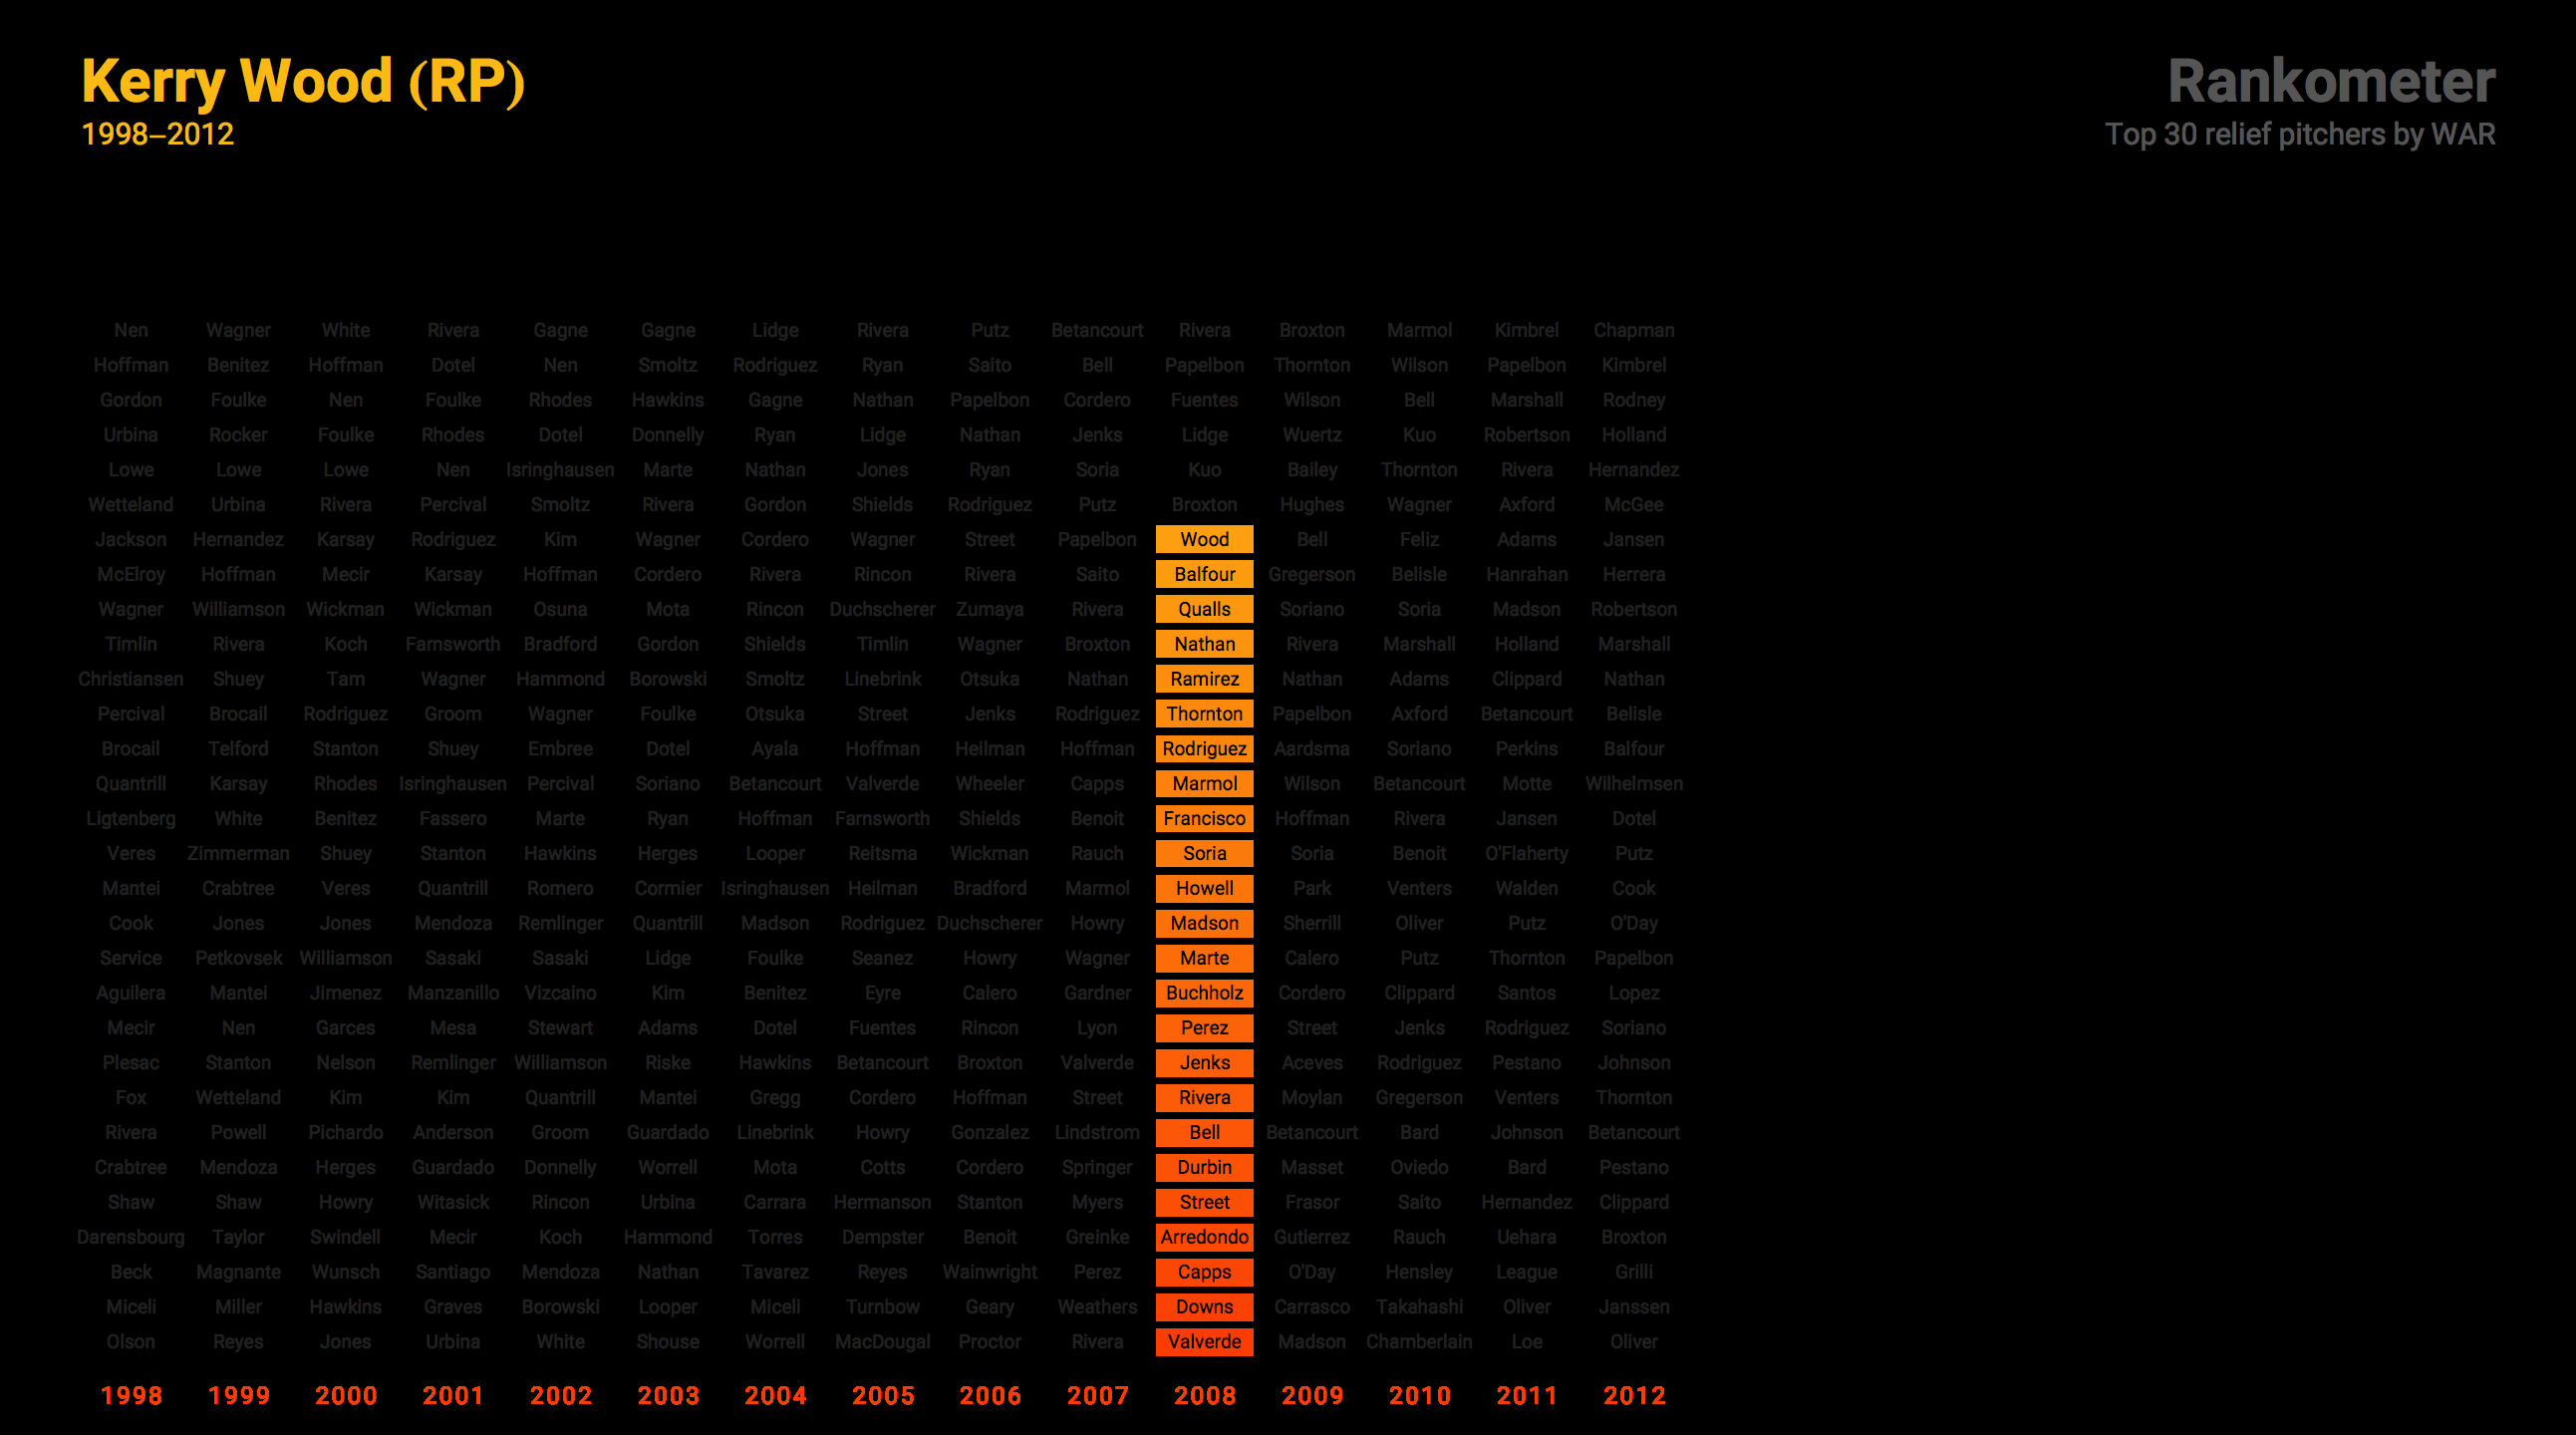 Kerry Wood (RP)
1998–2012
Rankometer
Top 30 relief pitchers by WAR
Nen Wagner White Rivera Gagne Gagne Lidge Rivera Putz Betancourt Rivera Broxton Marmol Kimbrel Chapman
Hoffman Benitez Hoffman Dotel Nen Smoltz Rodriguez Ryan Saito Bell Papelbon Thornton Wilson Papelbon Kimbrel
Gordon Foulke Nen Foulke Rhodes Hawkins Gagne Nathan Papelbon Cordero Fuentes Wilson Bell Marshall Rodney
Urbina Rocker Foulke Rhodes Dotel Donnelly Ryan Lidge Nathan Jenks Lidge Wuertz Kuo Robertson Holland
Lowe Lowe Lowe Nen Isringhausen Marte Nathan Jones Ryan Soria Kuo Bailey Thornton Rivera Hernandez
Wetteland Urbina Rivera Percival Smoltz Rivera Gordon Shields Rodriguez Putz Broxton Hughes Wagner Axford McGee
Jackson Hernandez Karsay Rodriguez Kim Wagner Cordero Wagner Street Papelbon Wood Bell Feliz Adams Jansen
McElroy Hoffman Mecir Karsay Hoffman Cordero Rivera Rincon Rivera Saito Balfour Gregerson Belisle Hanrahan Herrera
Wagner Williamson Wickman Wickman Osuna Mota Rincon Duchscherer Zumaya Rivera Qualls Soriano Soria Madson Robertson
Timlin Rivera Koch Farnsworth Bradford Gordon Shields Timlin Wagner Broxton Nathan Rivera Marshall Holland Marshall
Christiansen Shuey Tam Wagner Hammond Borowski Smoltz Linebrink Otsuka Nathan Ramirez Nathan Adams Clippard Nathan
Percival Brocail Rodriguez Groom Wagner Foulke Otsuka Street Jenks Rodriguez Thornton Papelbon Axford Betancourt Belisle
Brocail Telford Stanton Shuey Embree Dotel Ayala Hoffman Heilman Hoffman Rodriguez Aardsma Soriano Perkins Balfour
Quantrill Karsay Rhodes Isringhausen Percival Soriano Betancourt Valverde Wheeler Capps Marmol Wilson Betancourt Motte Wilhelmsen
Ligtenberg White Benitez Fassero Marte Ryan Hoffman Farnsworth Shields Benoit Francisco Hoffman Rivera Jansen Dotel
Veres Zimmerman Shuey Stanton Hawkins Herges Looper Reitsma Wickman Rauch Soria Soria Benoit O'Flaherty Putz
Mantei Crabtree Veres Quantrill Romero Cormier Isringhausen Heilman Bradford Marmol Howell Park Venters Walden Cook
Cook Jones Jones Mendoza Remlinger Quantrill Madson Rodriguez Duchscherer Howry Madson Sherrill Oliver Putz O'Day
Service Petkovsek Williamson Sasaki Sasaki Lidge Foulke Seanez Howry Wagner Marte Calero Putz Thornton Papelbon
Aguilera Mantei Jimenez Manzanillo Vizcaino Kim Benitez Eyre Calero Gardner Buchholz Cordero Clippard Santos Lopez
Mecir Nen Garces Mesa Stewart Adams Dotel Fuentes Rincon Lyon Perez Street Jenks Rodriguez Soriano
Plesac Stanton Nelson Remlinger Williamson Riske Hawkins Betancourt Broxton Valverde Jenks Aceves Rodriguez Pestano Johnson
Fox Wetteland Kim Kim Quantrill Mantei Gregg Cordero Hoffman Street Rivera Moylan Gregerson Venters Thornton
Rivera Powell Pichardo Anderson Groom Guardado Linebrink Howry Gonzalez Lindstrom Bell Betancourt Bard Johnson Betancourt
Crabtree Mendoza Herges Guardado Donnelly Worrell Mota Cotts Cordero Springer Durbin Masset Oviedo Bard Pestano
Shaw Shaw Howry Witasick Rincon Urbina Carrara Hermanson Stanton Myers Street Frasor Saito Hernandez Clippard
Darensbourg Taylor Swindell Mecir Koch Hammond Torres Dempster Benoit Greinke Arredondo Gutierrez Rauch Uehara Broxton
Beck Magnante Wunsch Santiago Mendoza Nathan Tavarez Reyes Wainwright Perez Capps O'Day Hensley League Grilli
Miceli Miller Hawkins Graves Borowski Looper Miceli Turnbow Geary Weathers Downs Carrasco Takahashi Oliver Janssen
Olson Reyes Jones Urbina White Shouse Worrell MacDougal Proctor Rivera Valverde Madson Chamberlain Loe Oliver
1998 1999 2000 2001 2002 2003 2004 2005 2006 2007 2008 2009 2010 2011 2012